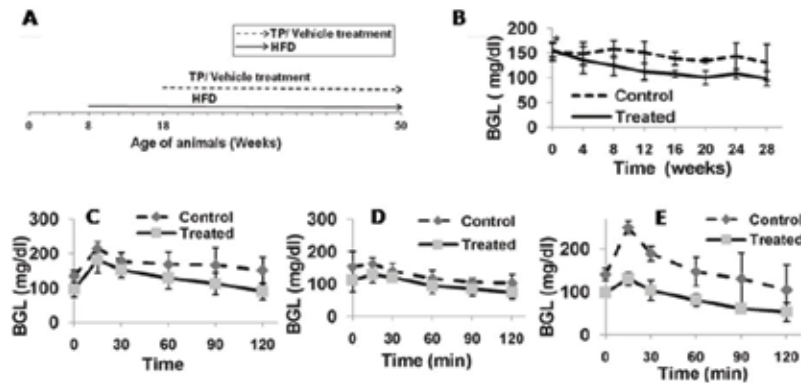 A
TP/ Vehicle treatment
HFD
TP/ Vehicle treatment
HFD
0 8 18 50
Age of animals (Weeks)
B
BGL ( mg/dl)
200
150
100
50
0
Control
Treated
0 4 8 12 16 20 24 28
Time (weeks)
C
BGL (mg/dl)
300
200
100
0
Control
Treated
0 30 60 90 120
Time
D
BGL (mg/dl)
300
200
100
0
Control
Treated
0 30 60 90 120
Time (min)
E
BGL (mg/dl)
200
100
0
Control
Treated
0 30 60 90 120
Time (min)